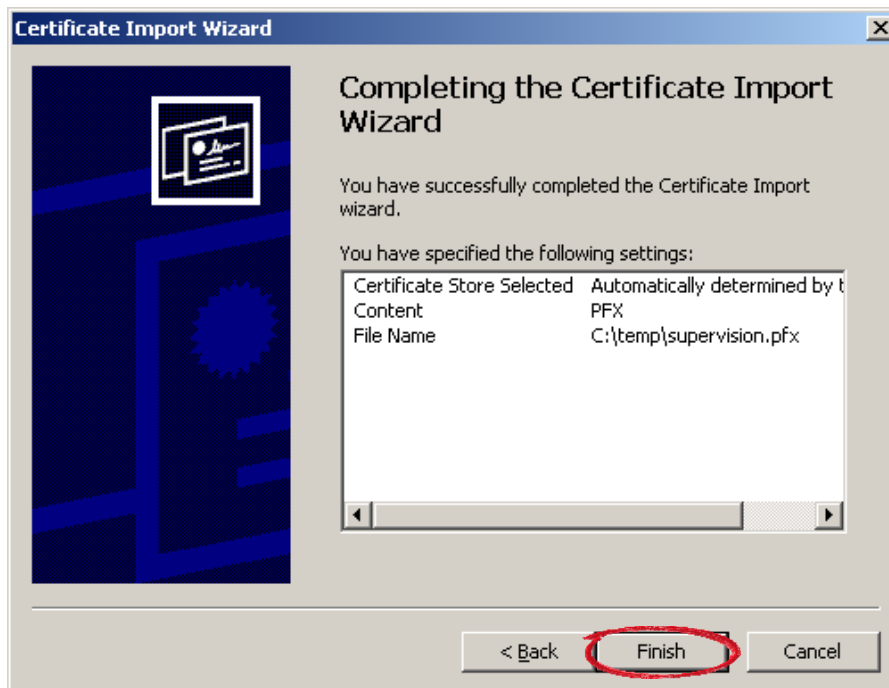 Certificate Import Wizard
Completing the Certificate Import
Wizard
You have successfully completed the Certificate Import
wizard.
You have specified the following settings:
Certificate Store Selected Automatically determined by t
Content PFX
File Name C:\temp\supervision.pfx
< Back Finish Cancel